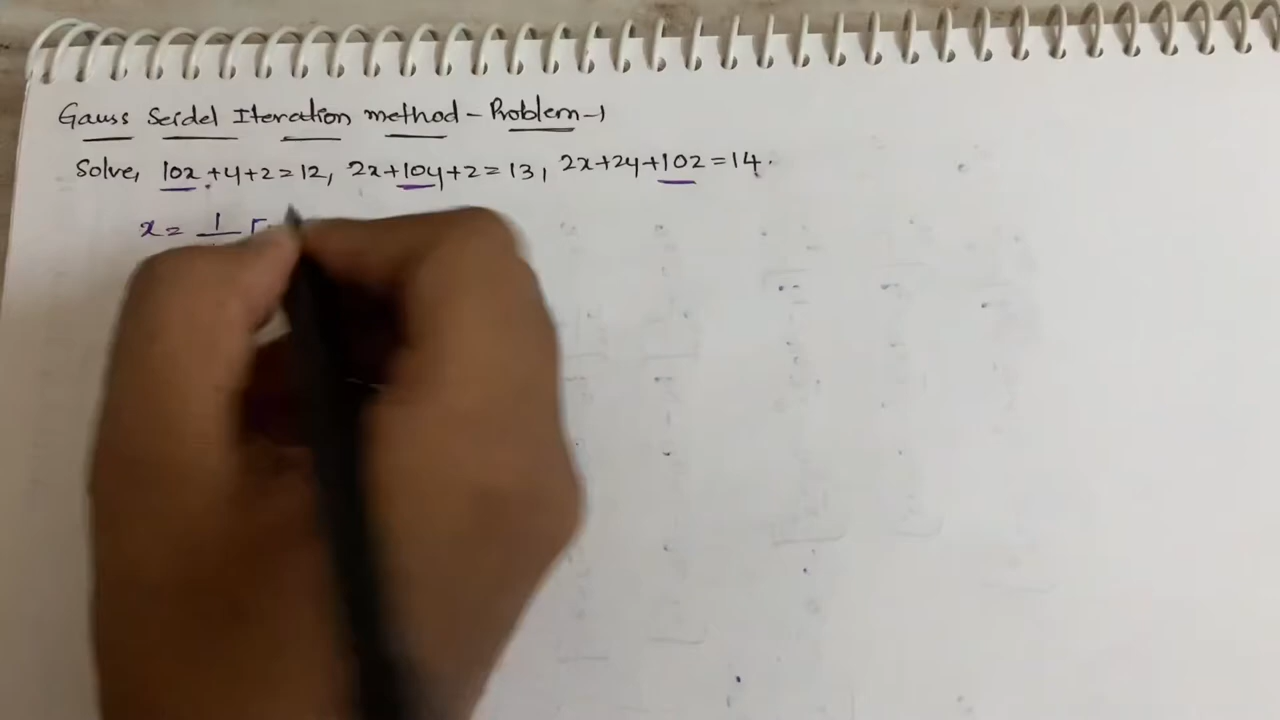 Gauss Seidel Iteration method - Problem-1
Solve, 10x+y+z=12, 2x+10y+z=13, 2x+2y+10z=14.
x = 1 [